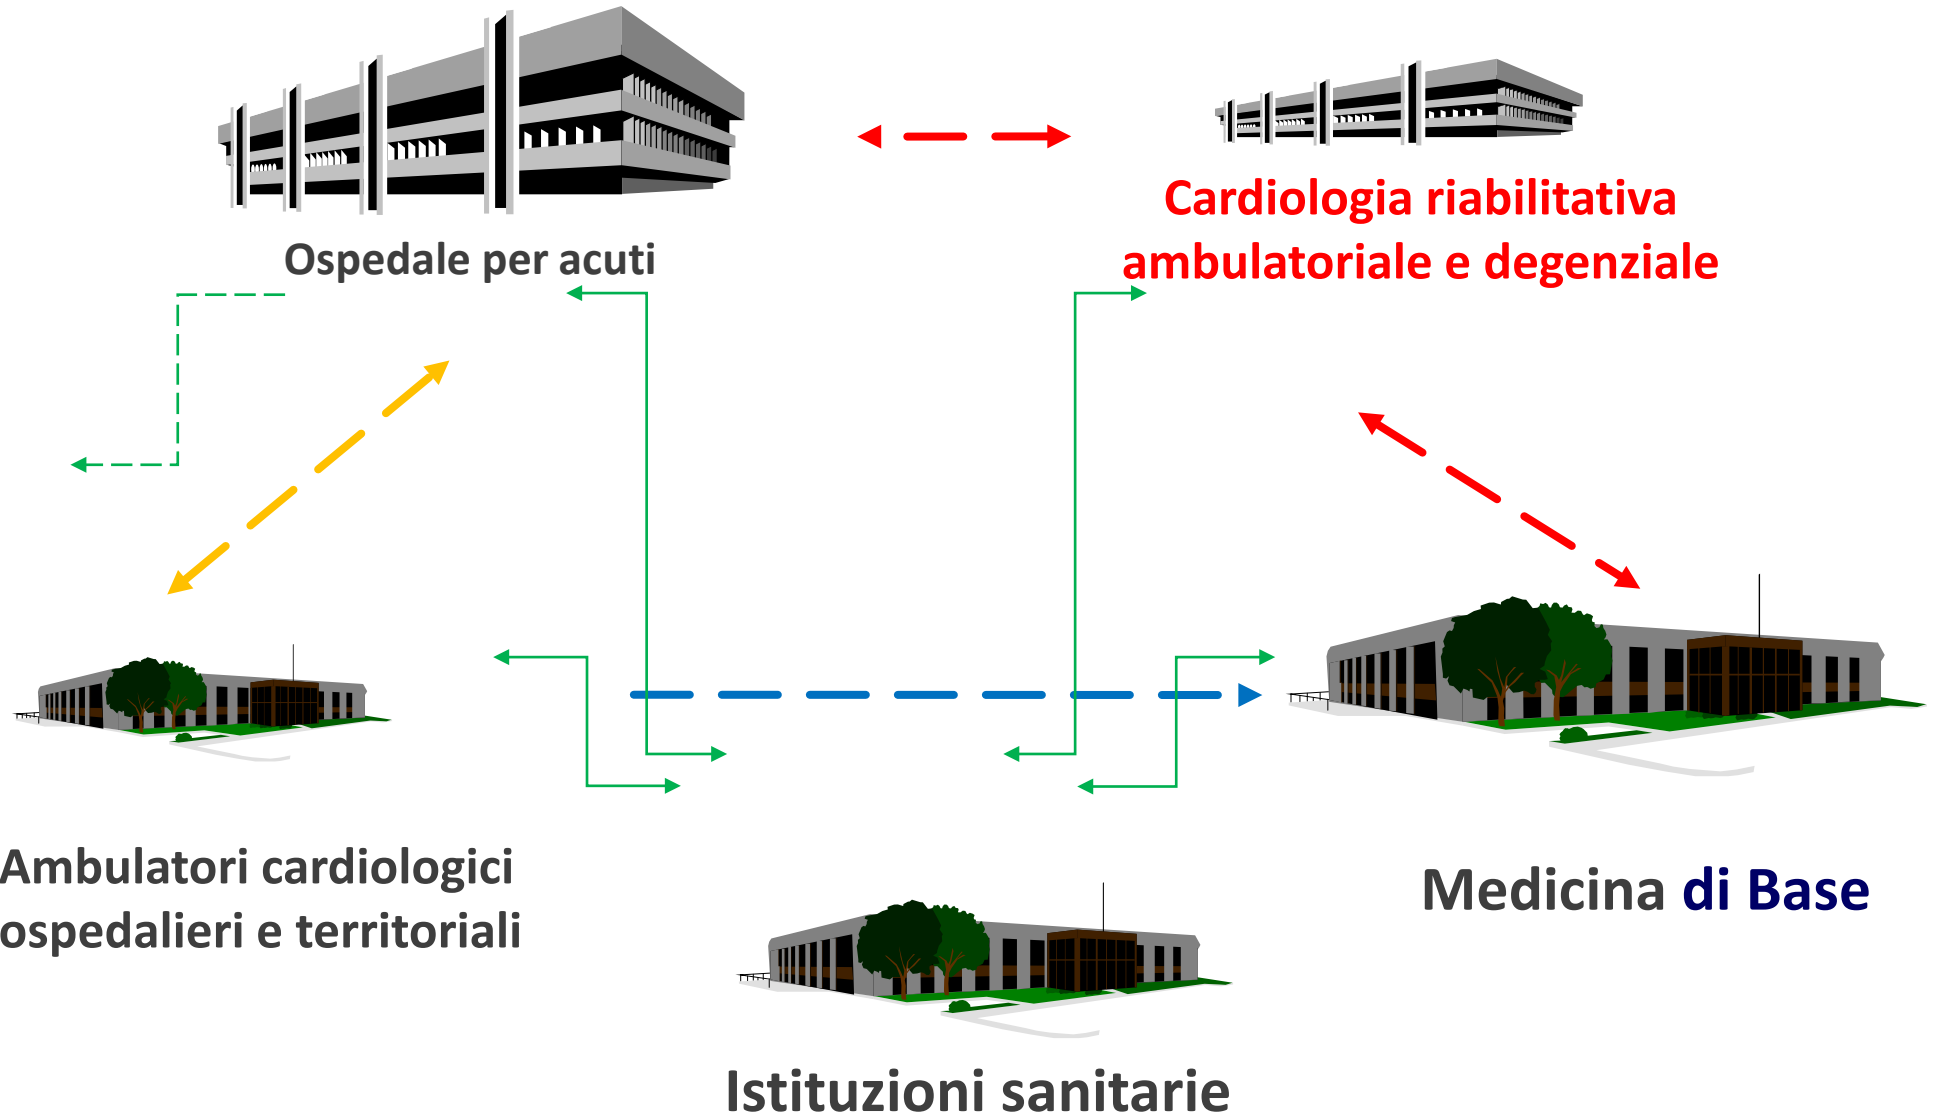 Ospedale per acuti
Cardiologia riabilitativa
ambulatoriale e degenziale
Ambulatori cardiologici
ospedalieri e territoriali
Medicina di Base
Istituzioni sanitarie